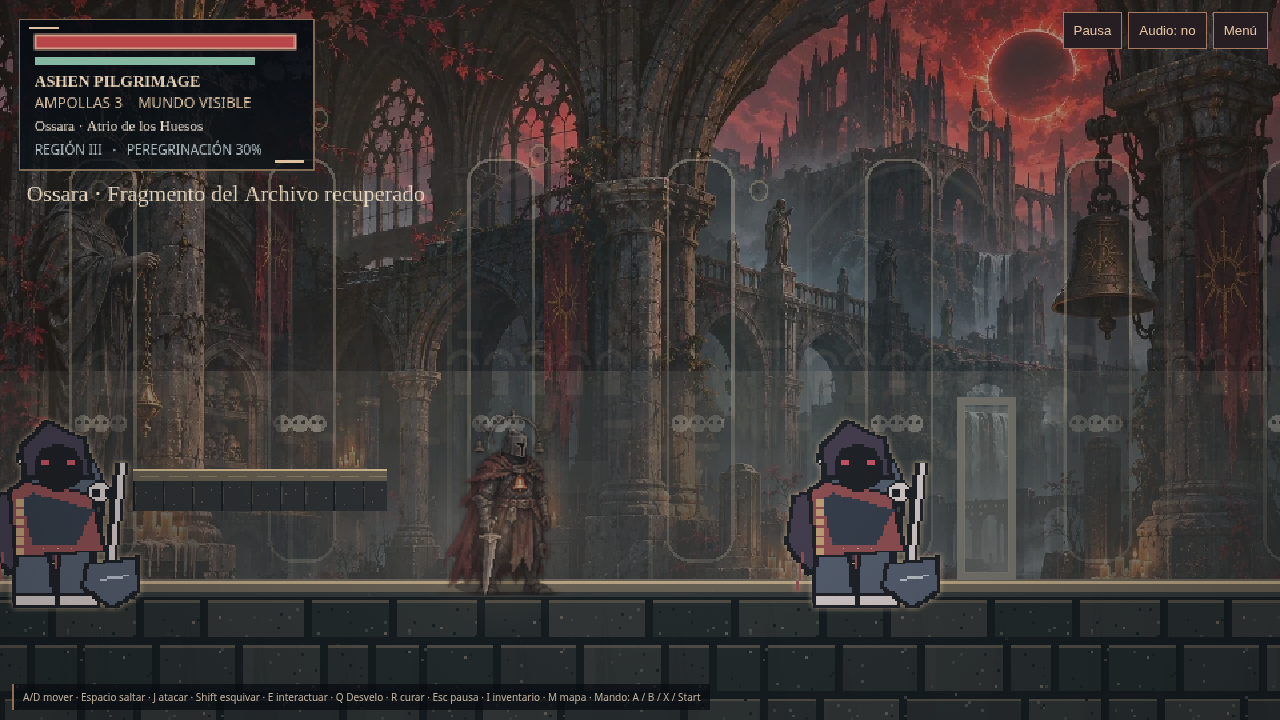 Pausa
Audio: no
Menú
ASHEN PILGRIMAGE
AMPOLLAS 3 MUNDO VISIBLE
Ossara · Atrio de los Huesos
REGIÓN III · PEREGRINACIÓN 30%
Ossara · Fragmento del Archivo recuperado
A/D mover · Espacio saltar · J atacar · Shift esquivar · E interactuar · Q Desvelo · R curar · Esc pausa · I inventario · M mapa · Mando: A / B / X / Start